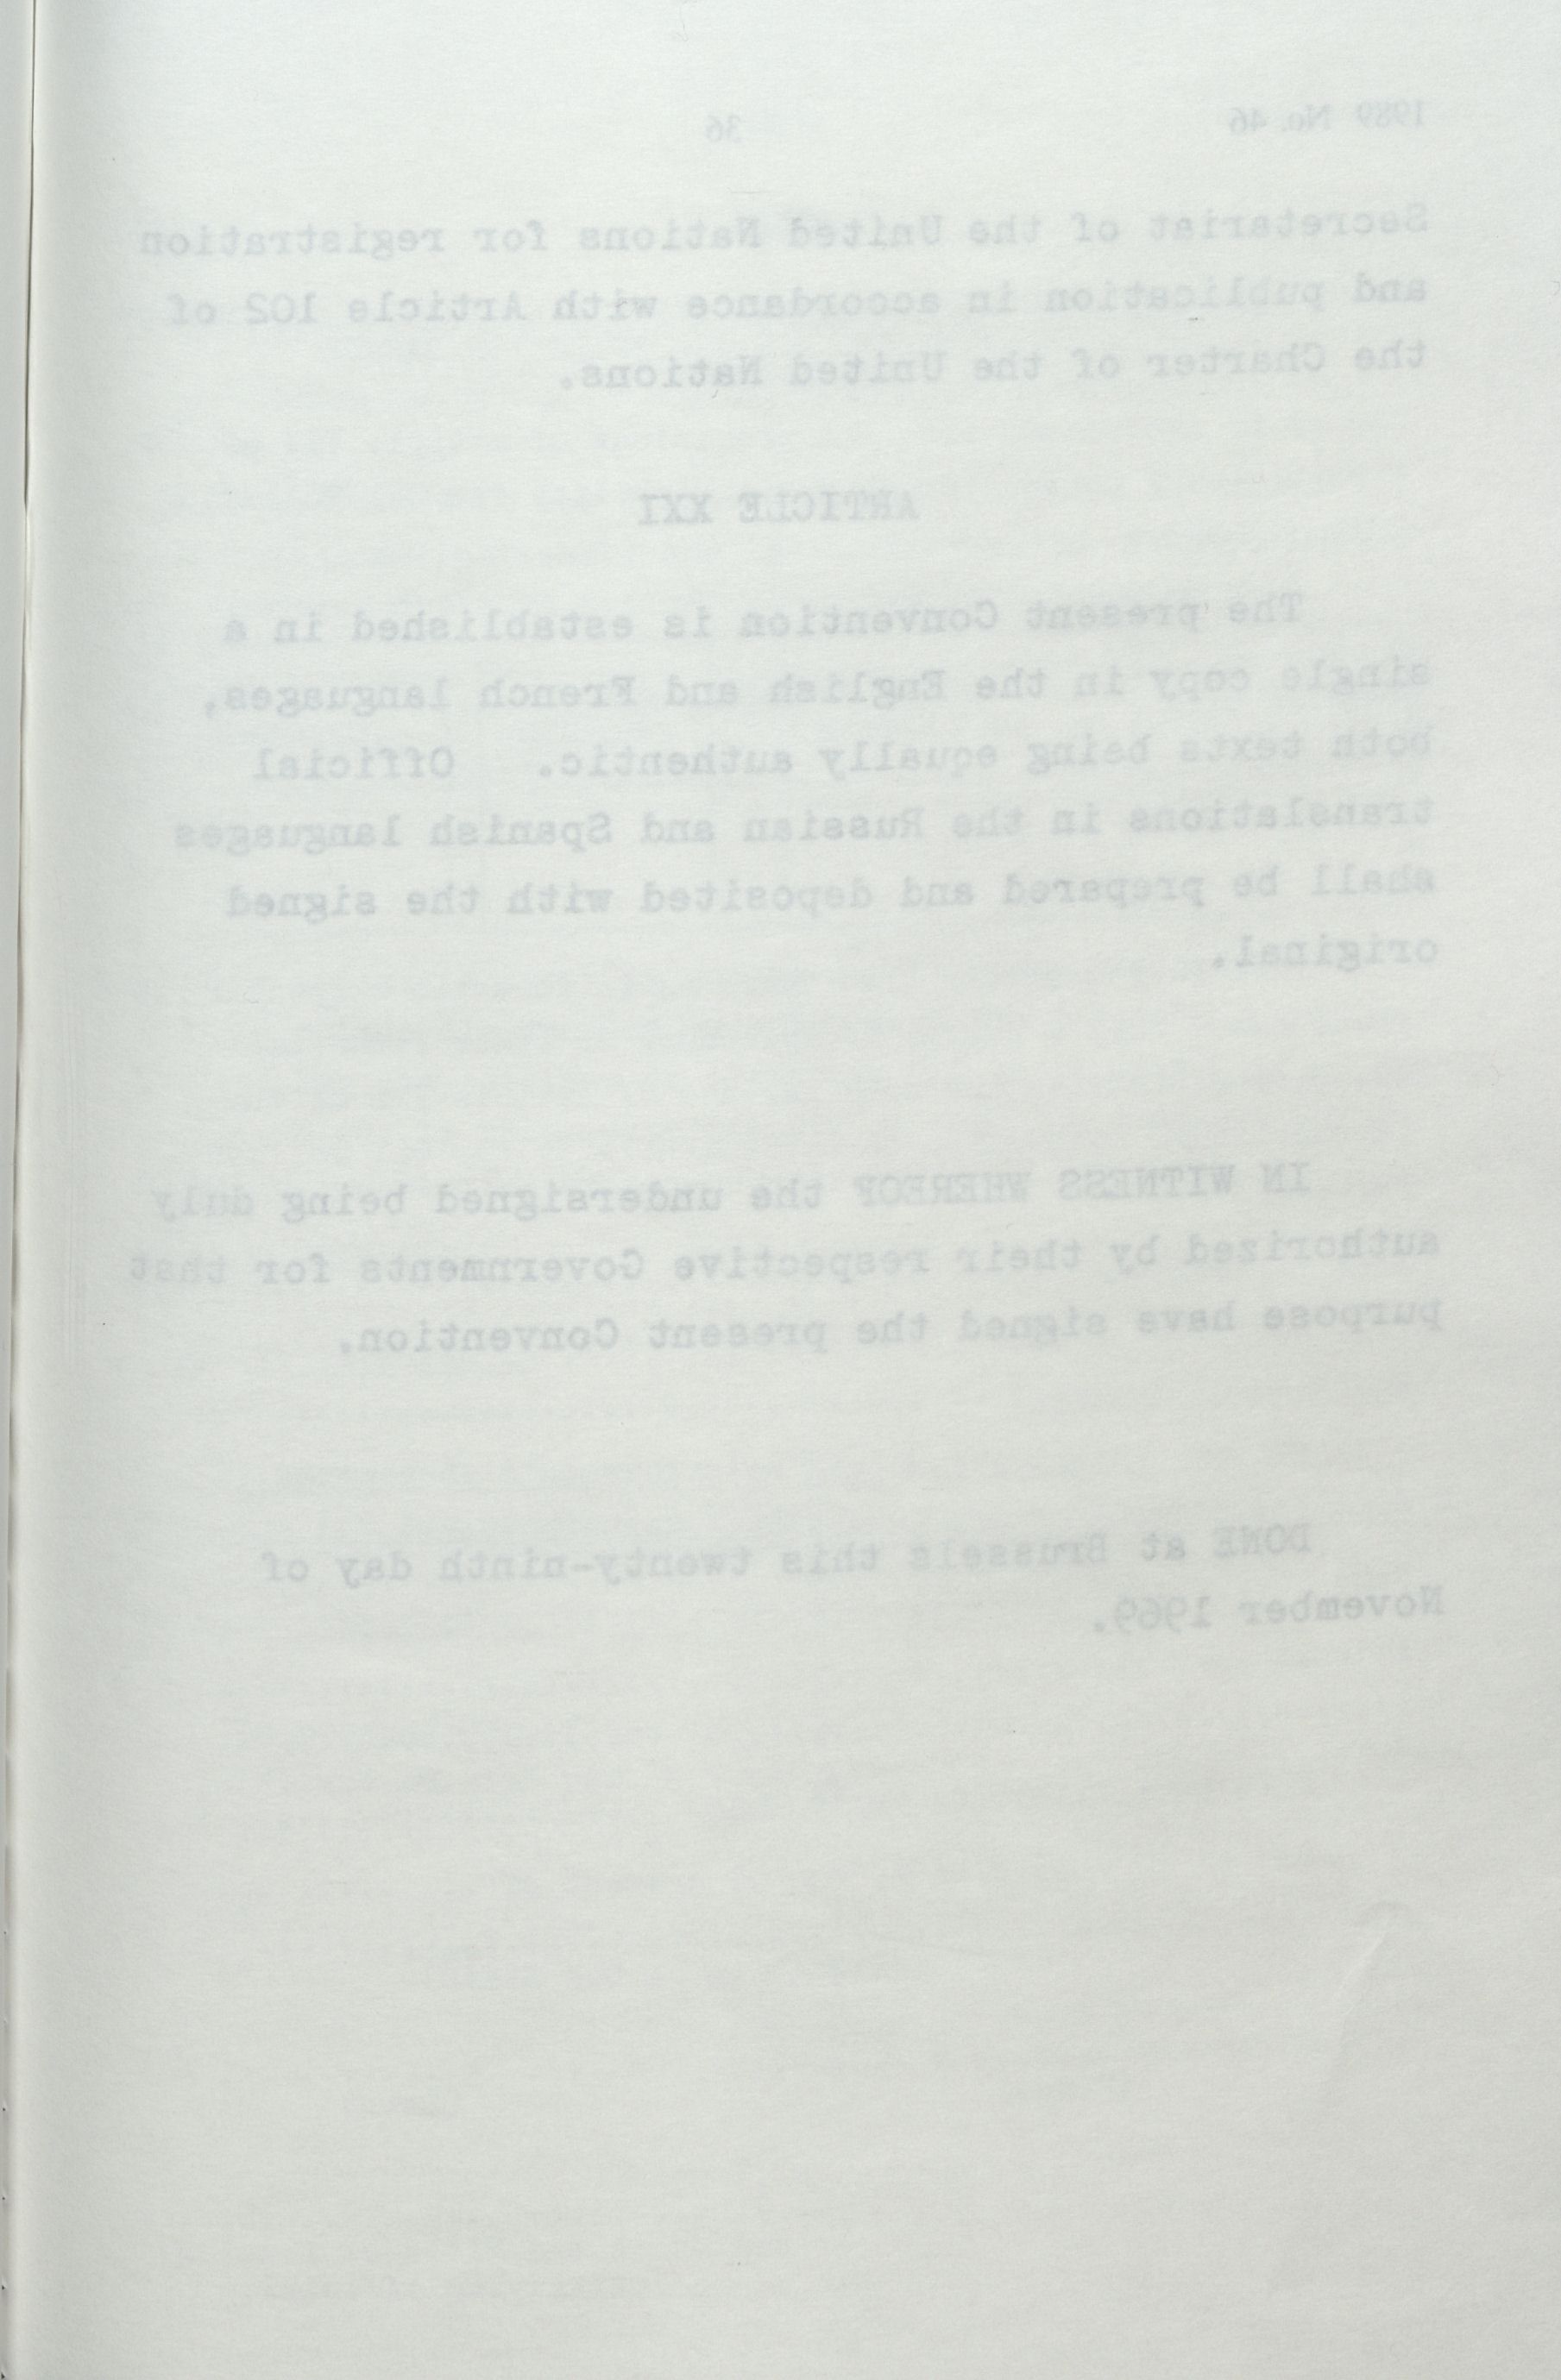 1989 No. 46 36
Secretariat of the United Nations for registration
and publication in accordance with Article 102 of
the Charter of the United Nations.
ARTICLE XXI
The present Convention is established in a
single copy in the English and French languages,
both texts being equally authentic. Official
translations in the Russian and Spanish languages
shall be prepared and deposited with the signed
original.
IN WITNESS WHEREOF the undersigned being duly
authorized by their respective Governments for that
purpose have signed the present Convention.
DONE at Brussels this twenty-ninth day of
November 1969.